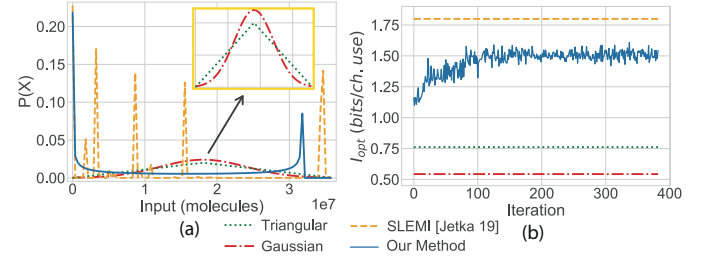 (a)
0.20
0.15
0.10
0.05
0.00
P(X)
0
1
2
3
1e7
Input (molecules)
(a)
(b)
1.75
1.50
1.25
1.00
0.75
0.50
I_opt (bits/ch. use)
0
100
200
300
400
Iteration
(b)
Triangular
Gaussian
SLEMI [Jetka 19]
Our Method